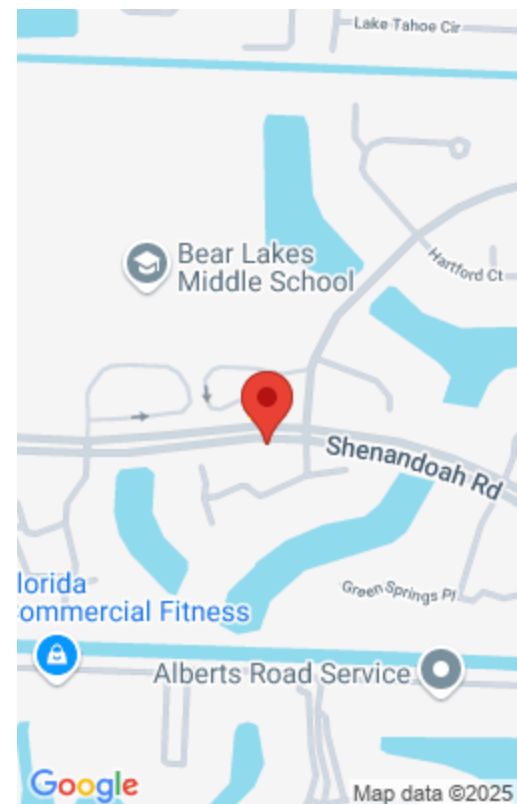 Lake Tahoe Cir
Bear Lakes
Middle School
Hartford Ct
Shenandoah Rd
Green Springs Pl
lorida
ommercial Fitness
Alberts Road Service
Google
Map data ©2025